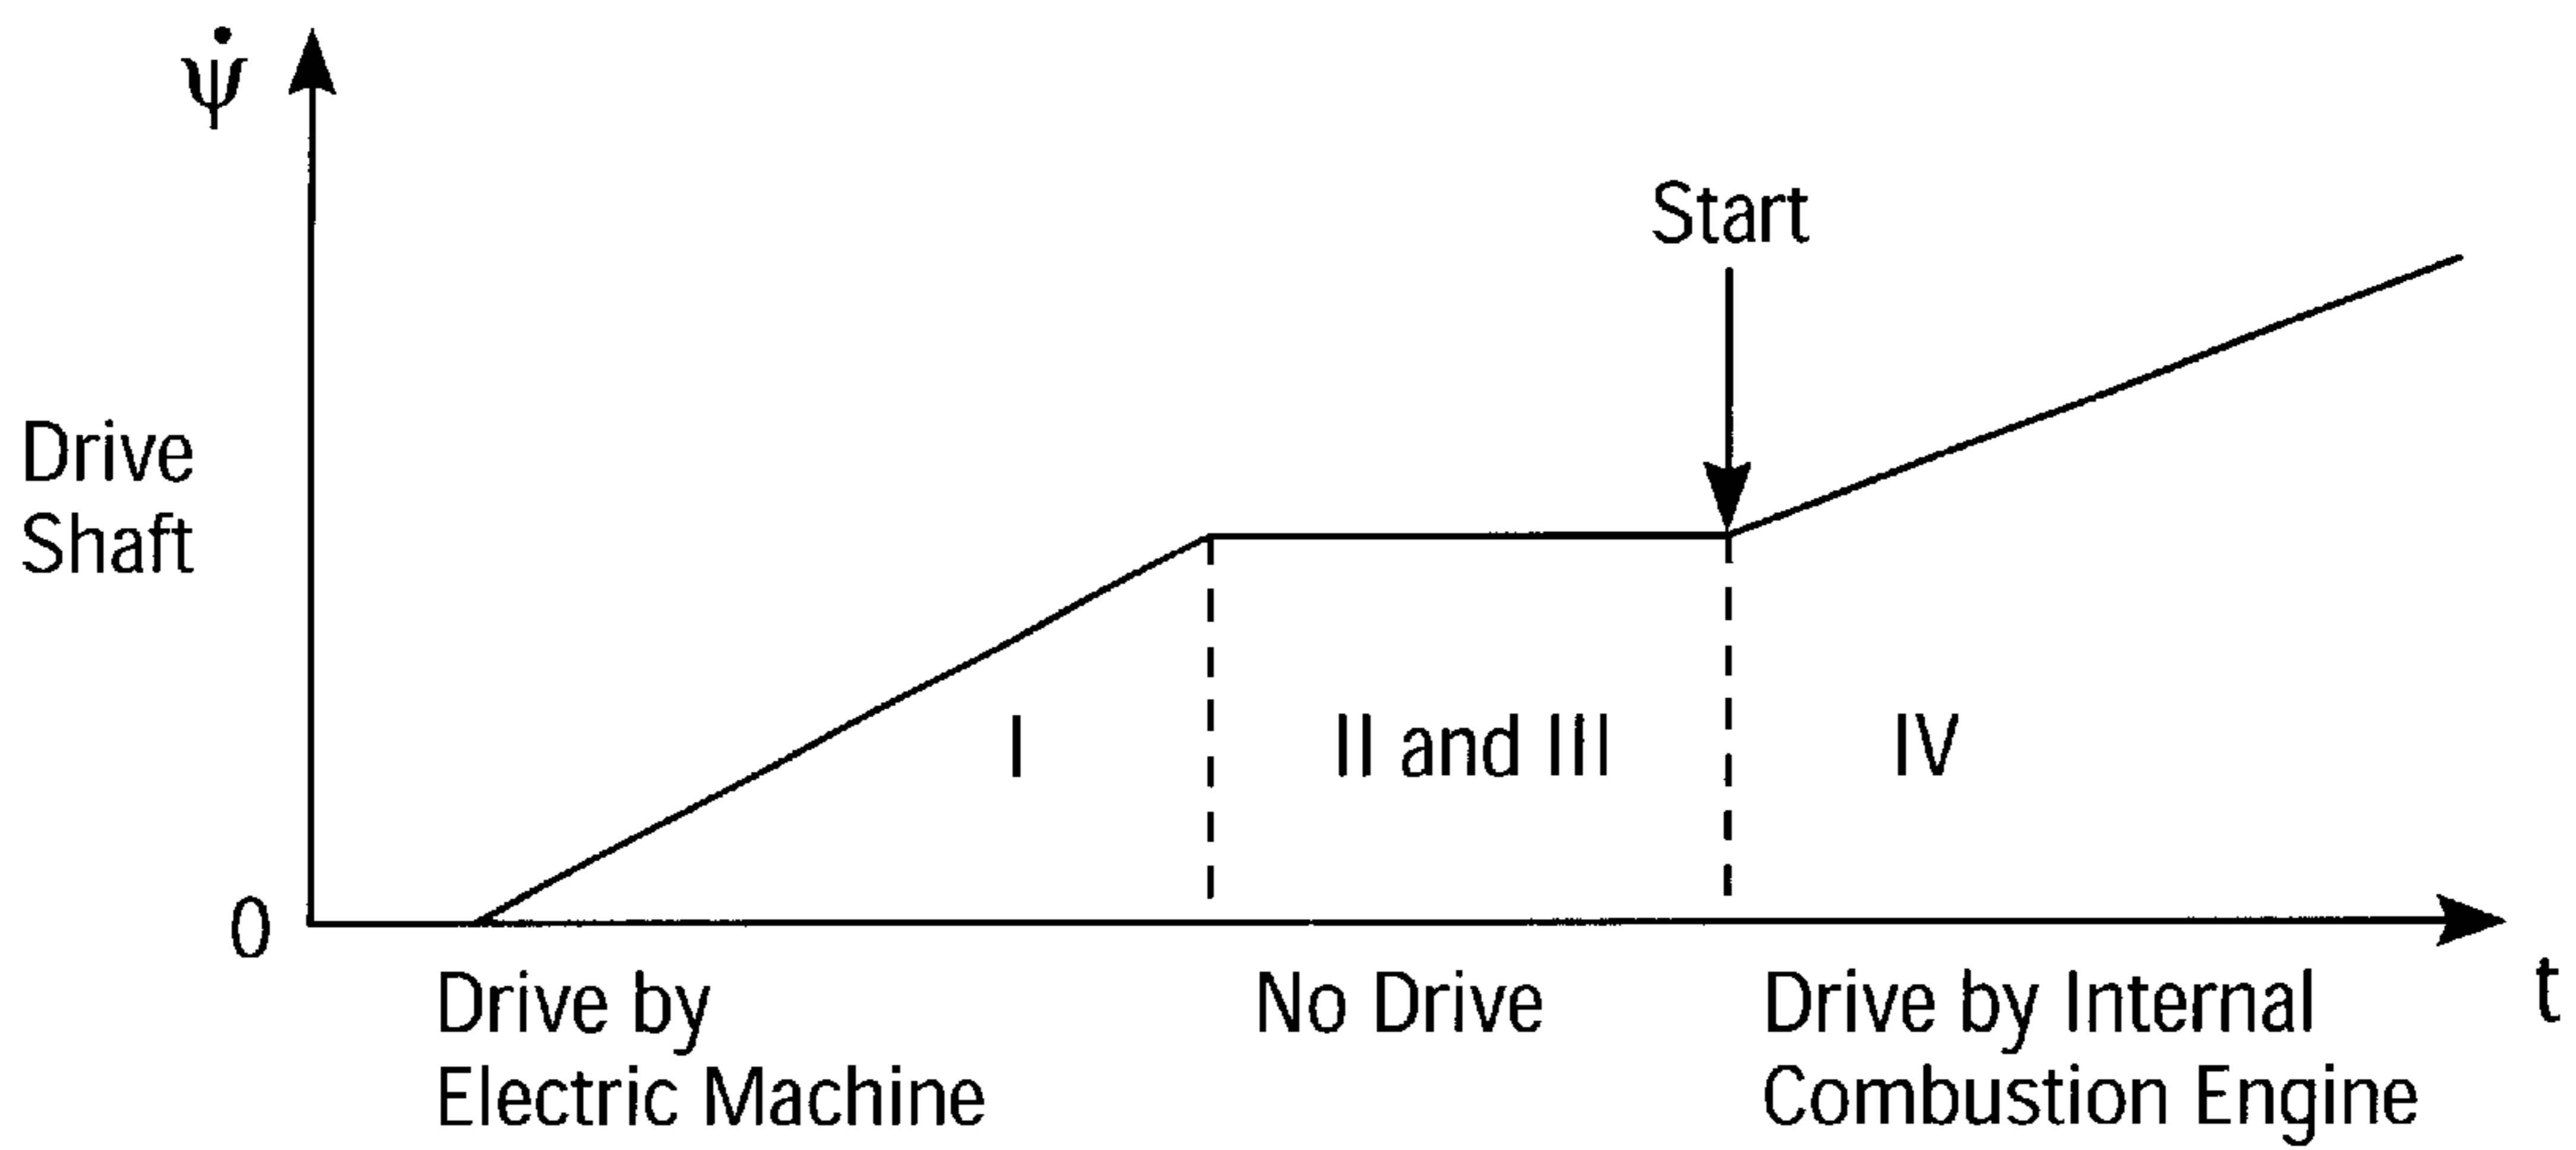 ψ̇
Start
Drive
Shaft
I
II and III
IV
0
t
Drive by
Electric Machine
No Drive
Drive by Internal
Combustion Engine